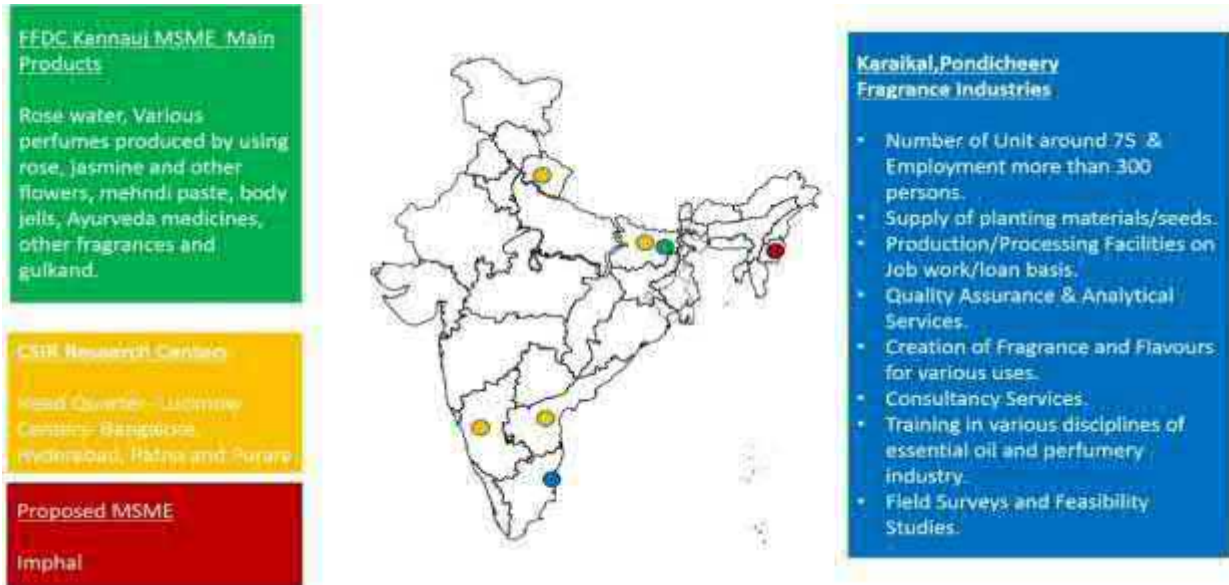 FFDC Kannauj MSME Main
Products
Rose water, Various
perfumes produced by using
rose, jasmine and other
flowers, mehndi paste, body
jells, Ayurveda medicines,
other fragrances and
gulkand.
CSIR Research Centers
Head Quarter- Lucknow
Centers- Bangalore,
Hyderabad, Patna and Purara
Proposed MSME
Imphal
Karaikal,Pondicheery
Fragrance Industries
• Number of Unit around 75 &
Employment more than 300
persons.
• Supply of planting materials/seeds.
• Production/Processing Facilities on
Job work/loan basis.
• Quality Assurance & Analytical
Services.
• Creation of Fragrance and Flavours
for various uses.
• Consultancy Services.
• Training in various disciplines of
essential oil and perfumery
industry.
• Field Surveys and Feasibility
Studies.